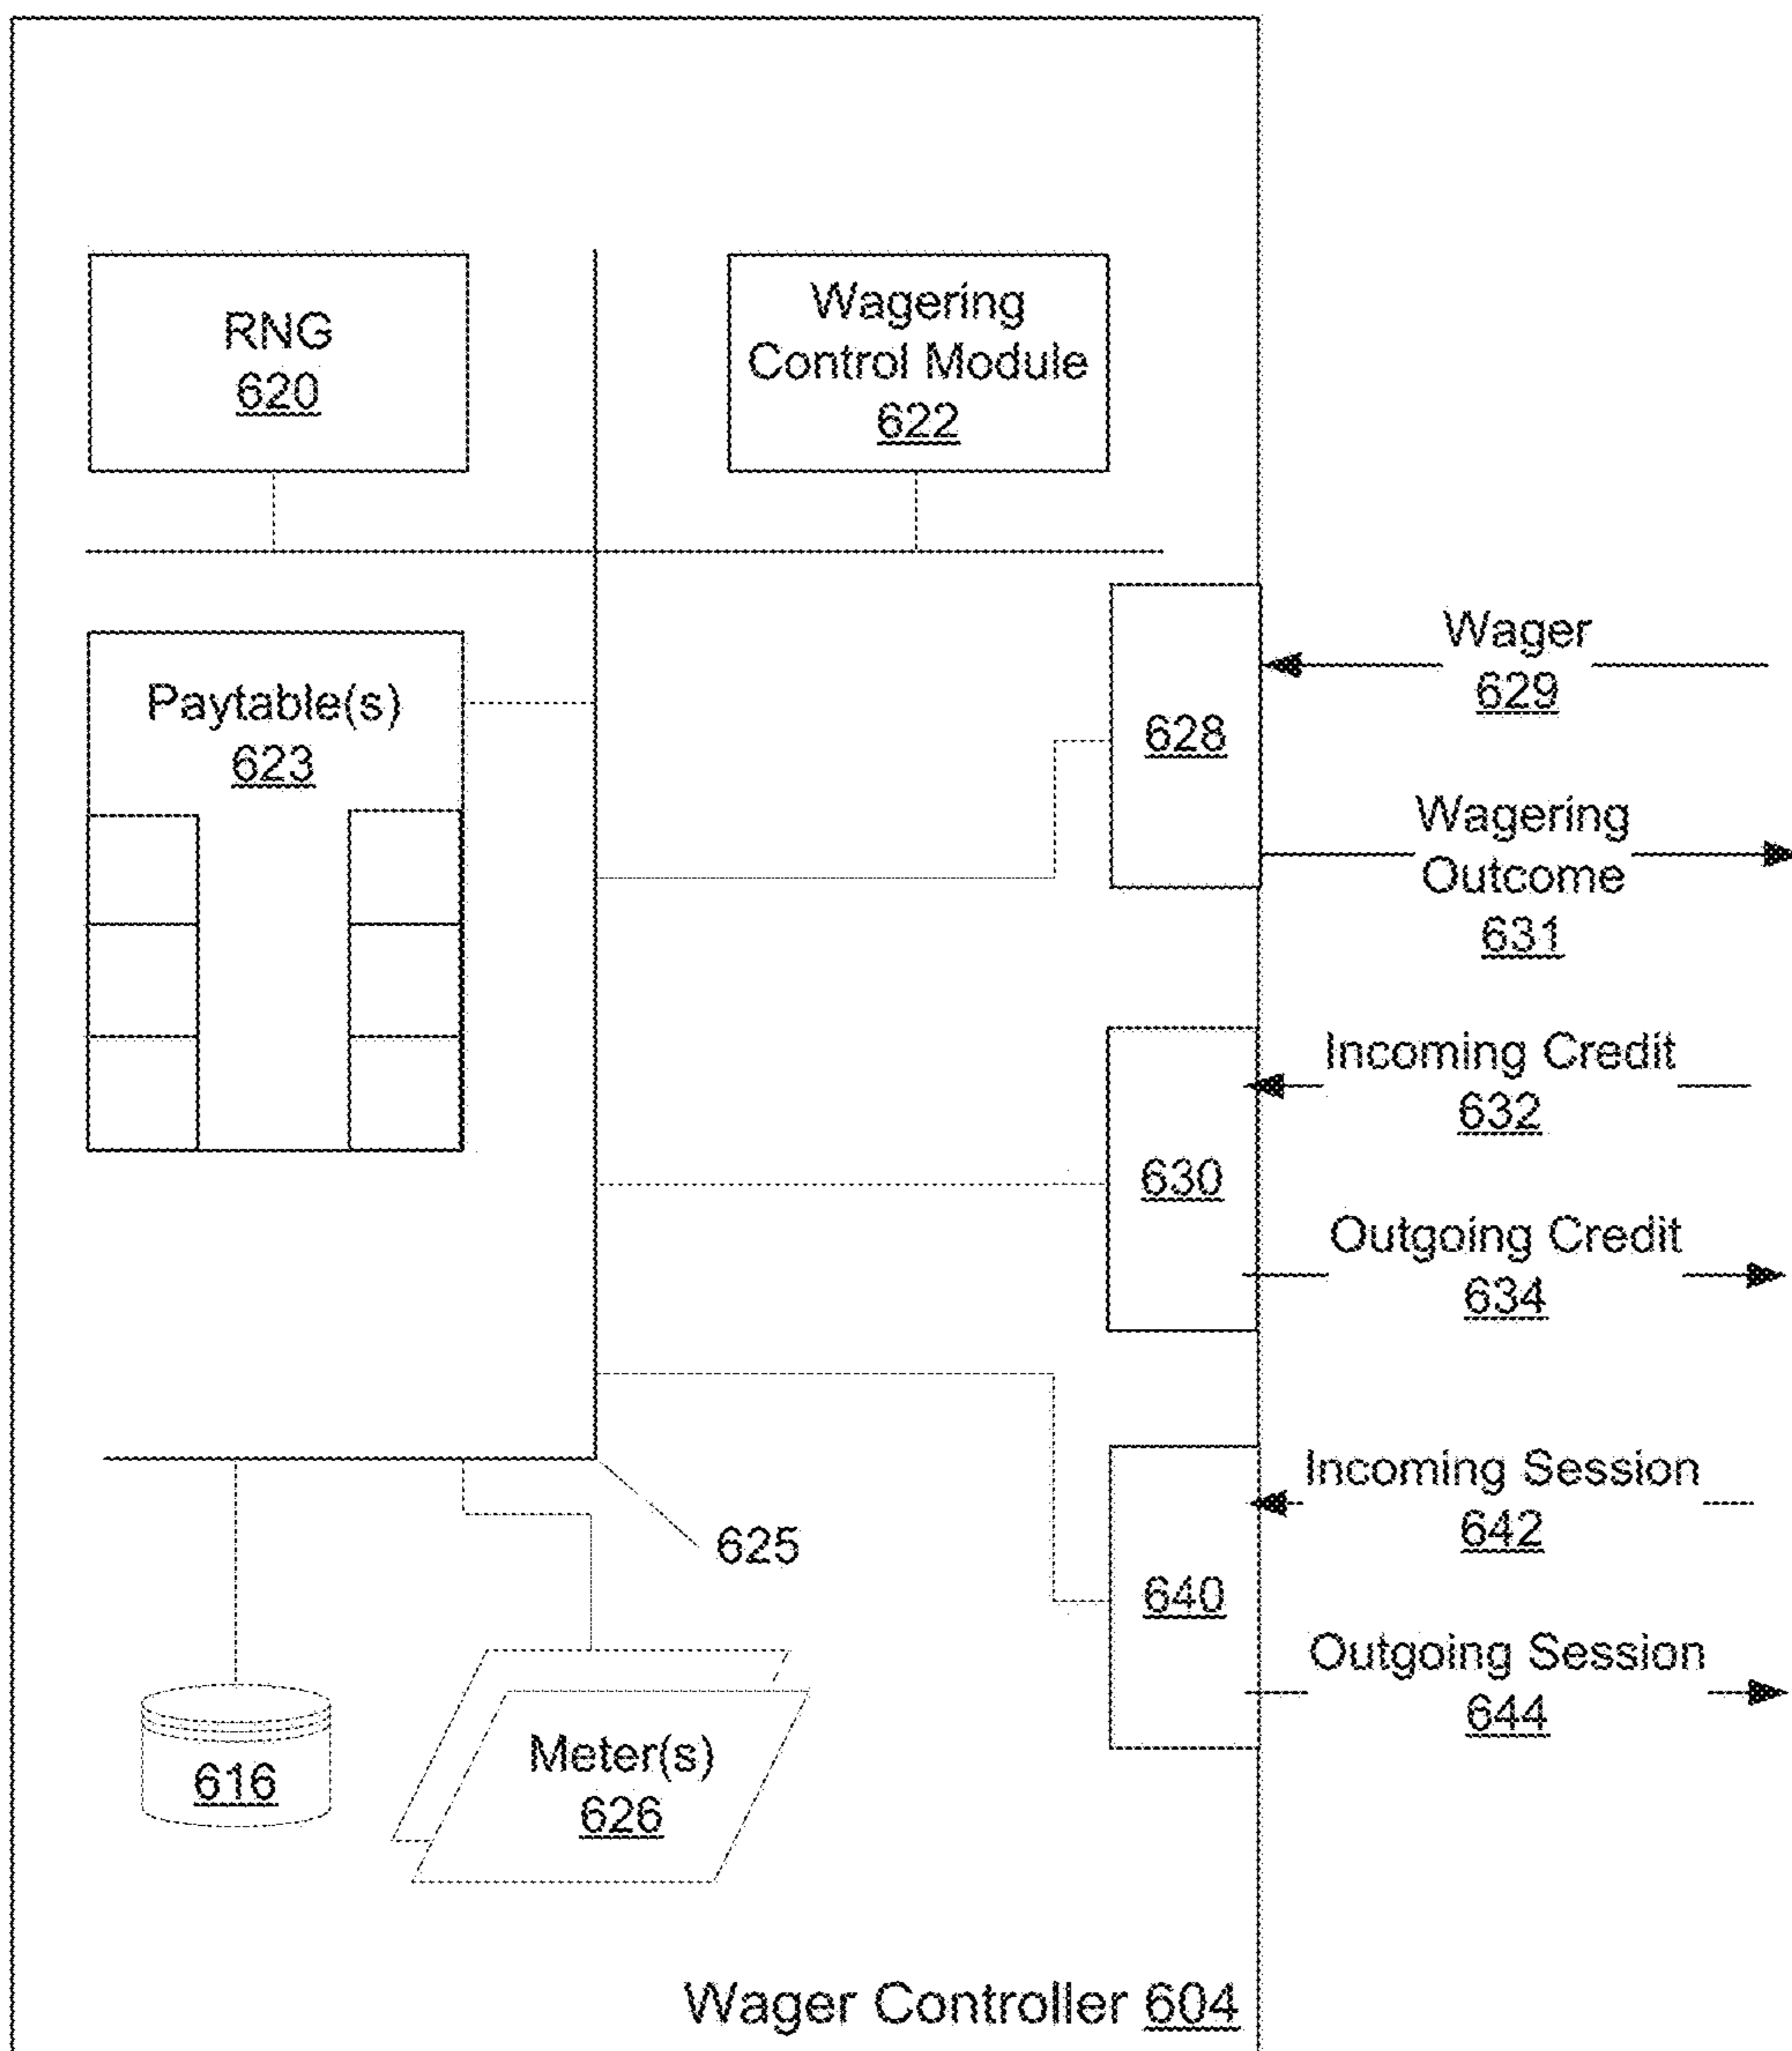 RNG
620
Wagering
Control Module
622
Paytable(s)
623
628
Wager
629
Wagering
Outcome
631
630
Incoming Credit
632
Outgoing Credit
634
625
640
Incoming Session
642
Outgoing Session
644
616
Meter(s)
626
Wager Controller 604